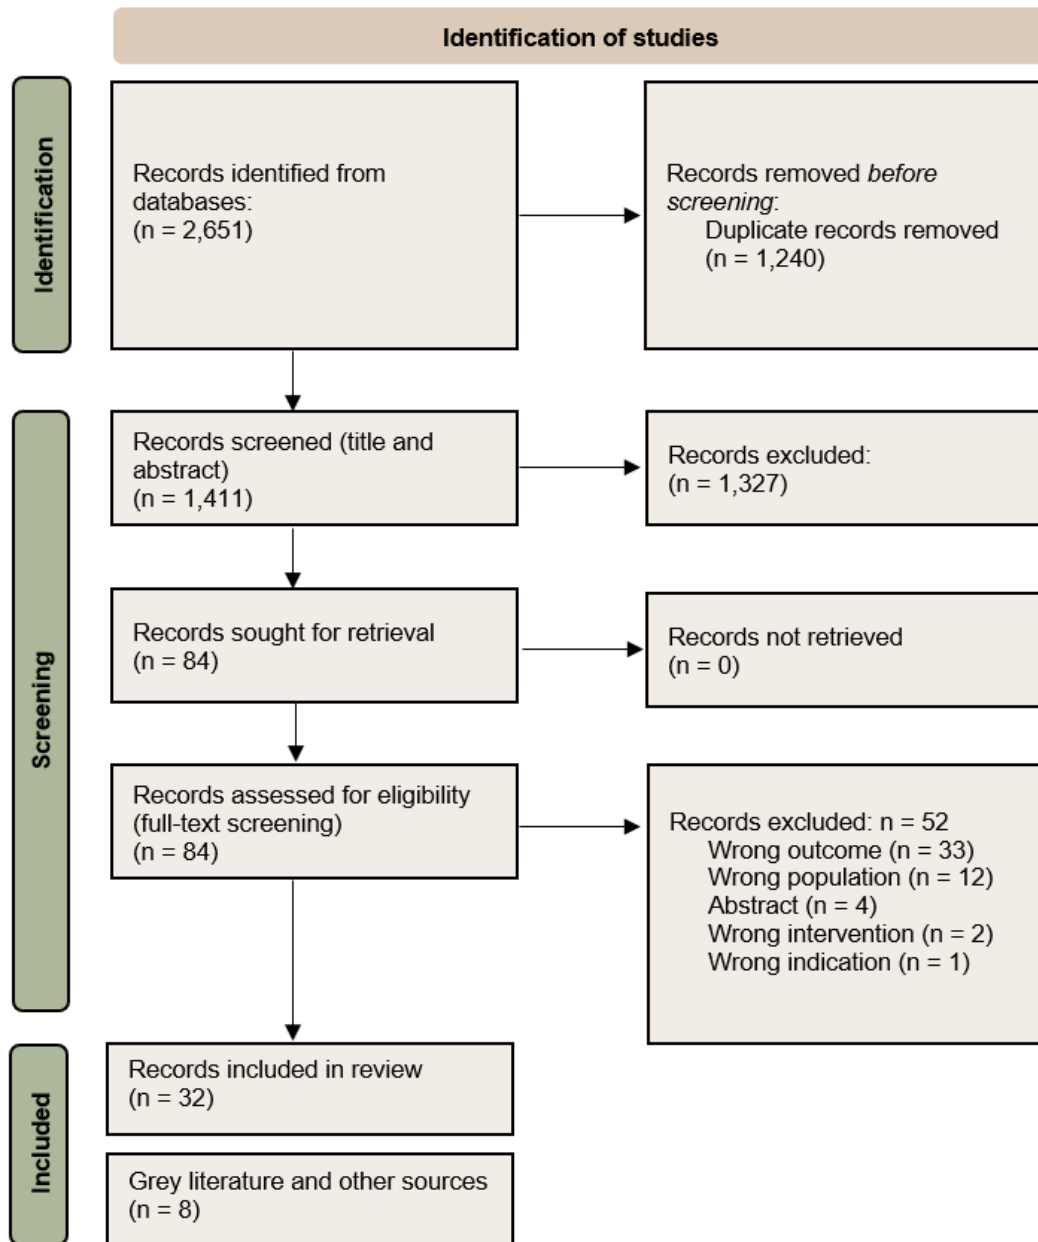 Identification of studies
Identification
Records identified from
databases:
(n = 2,651)
Records removed before
screening:
Duplicate records removed
(n = 1,240)
Screening
Records screened (title and
abstract)
(n = 1,411)
Records excluded:
(n = 1,327)
Records sought for retrieval
(n = 84)
Records not retrieved
(n = 0)
Records assessed for eligibility
(full-text screening)
(n = 84)
Records excluded: n = 52
Wrong outcome (n = 33)
Wrong population (n = 12)
Abstract (n = 4)
Wrong intervention (n = 2)
Wrong indication (n = 1)
Included
Records included in review
(n = 32)
Grey literature and other sources
(n = 8)